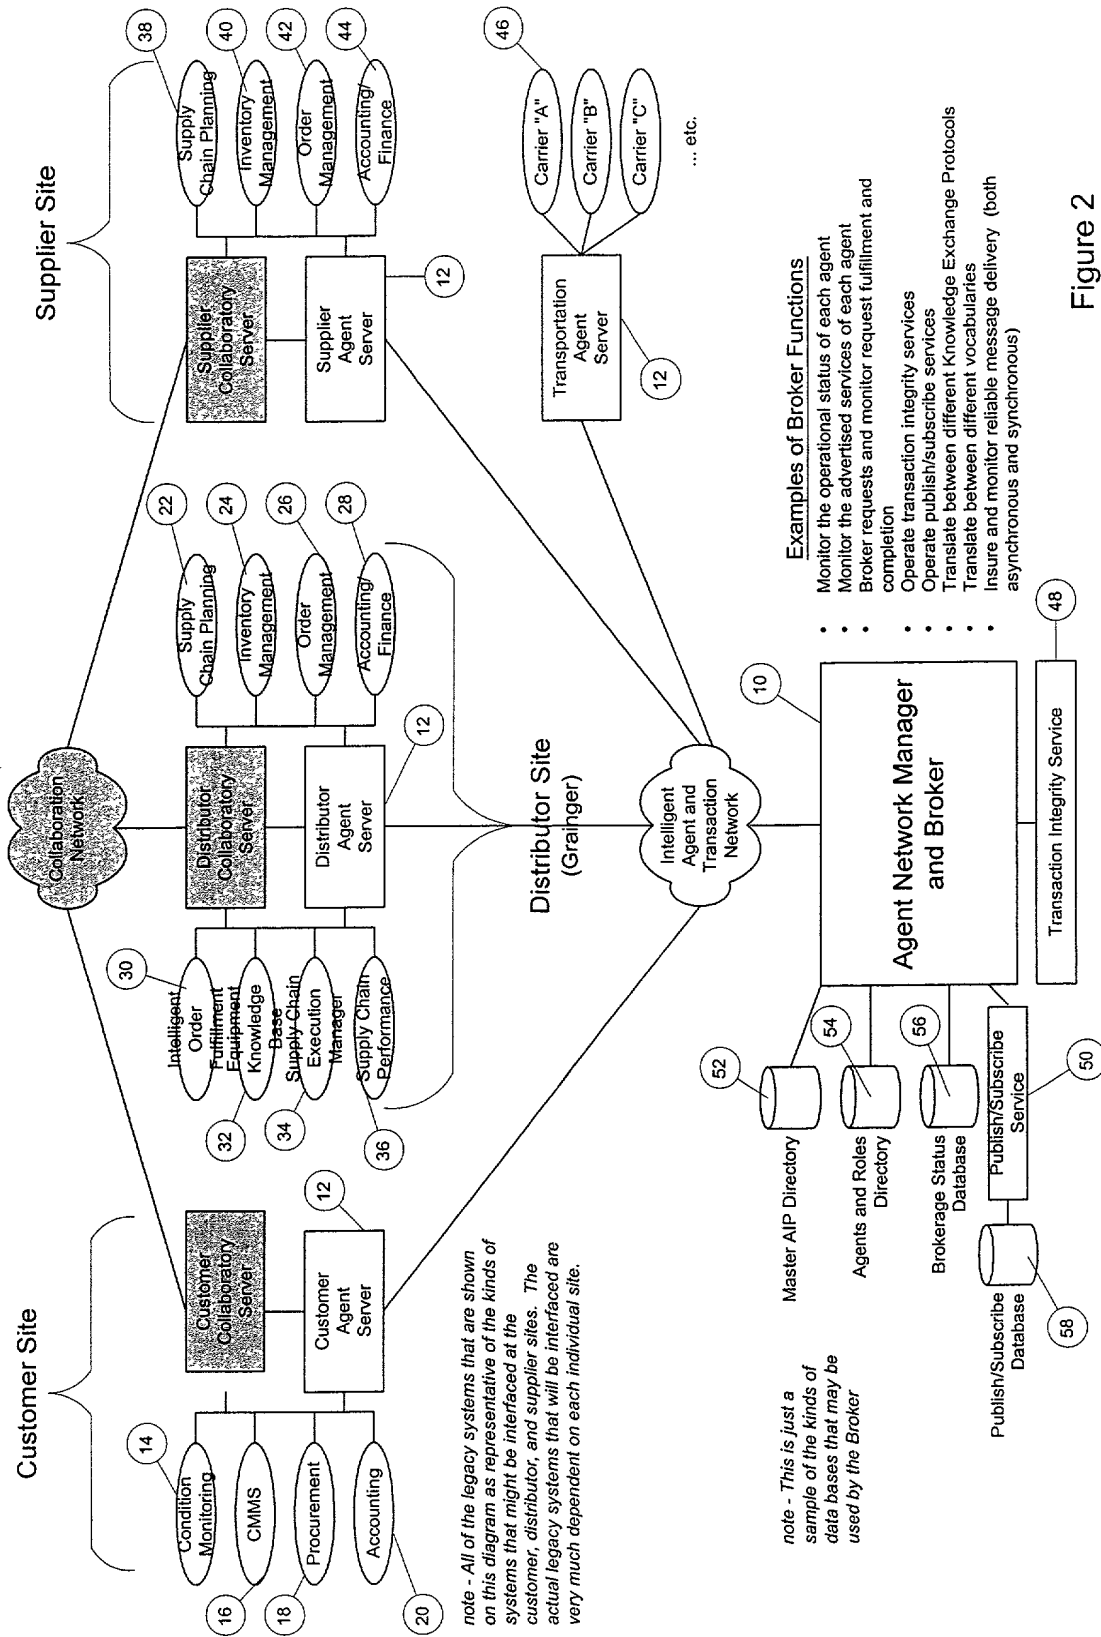 Customer Site
Supplier Site
Collaboration
Network
Condition
Monitoring
CMMS
Procurement
Accounting
14
16
18
20
Customer
Collaboratory
Server
Customer
Agent
Server
12
Intelligent
Order
Fulfillment
Equipment
Knowledge
Base
Supply Chain
Execution
Manager
Supply Chain
Performance
30
32
34
36
Distributor
Collaboratory
Server
Distributor
Agent
Server
12
Supply
Chain Planning
Inventory
Management
Order
Management
Accounting/
Finance
22
24
26
28
Supplier
Collaboratory
Server
Supplier
Agent
Server
12
Supply
Chain Planning
Inventory
Management
Order
Management
Accounting/
Finance
38
40
42
44
note - All of the legacy systems that are shown
on this diagram as representative of the kinds of
systems that might be interfaced at the
customer, distributor, and supplier sites. The
actual legacy systems that will be interfaced are
very much dependent on each individual site.
Distributor Site
(Grainger)
Transportation
Agent
Server
12
Carrier "A"
Carrier "B"
Carrier "C"
... etc.
46
Intelligent
Agent and
Transaction
Network
note - This is just a
sample of the kinds of
data bases that may be
used by the Broker
Master AIP Directory
52
Agents and Roles
Directory
54
Brokerage Status
Database
56
Publish/Subscribe
Service
50
Publish/Subscribe
Database
58
Agent Network Manager
and Broker
10
Transaction Integrity Service
48
Examples of Broker Functions
• Monitor the operational status of each agent
• Monitor the advertised services of each agent
• Broker requests and monitor request fulfillment and
completion
• Operate transaction integrity services
• Operate publish/subscribe services
• Translate between different Knowledge Exchange Protocols
• Translate between different vocabularies
• Insure and monitor reliable message delivery (both
asynchronous and synchronous)
Figure 2